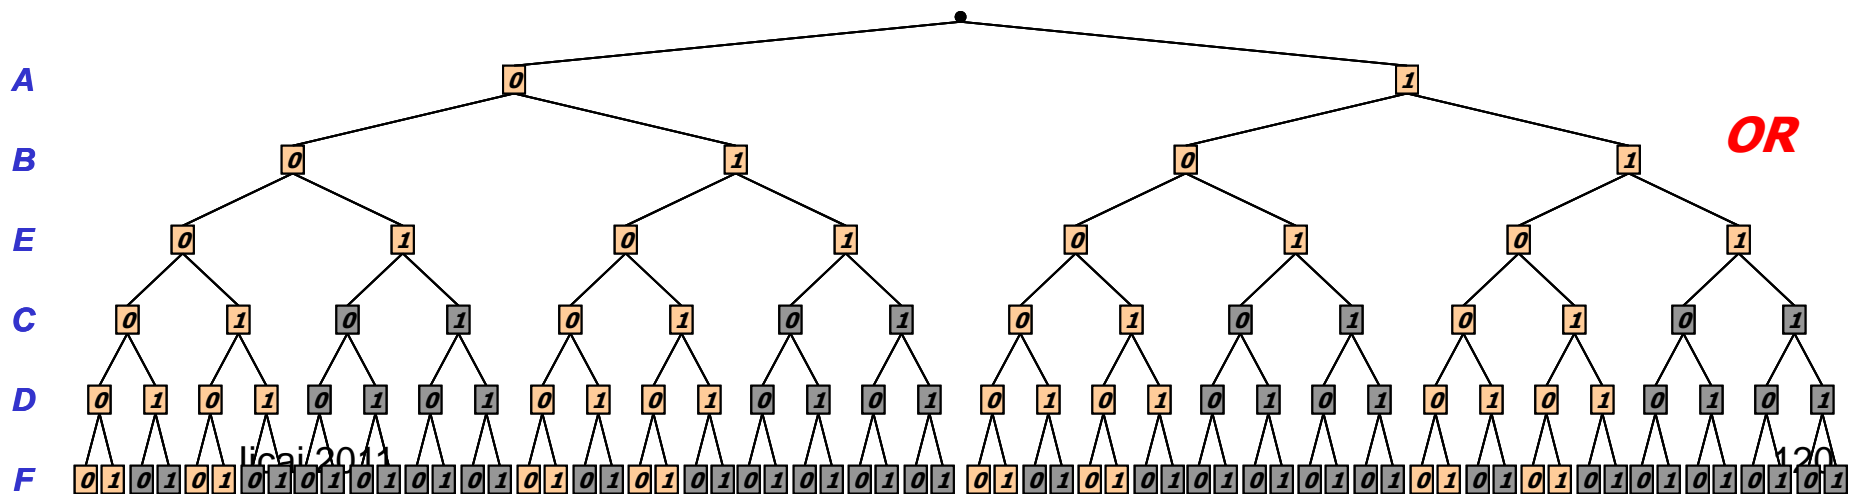 A 0 1
OR
B 0 1 0 1
E 0 1 0 1 0 1 0 1
C 0 1 0 1 0 1 0 1 0 1 0 1 0 1 0 1
D 0 1 0 1 0 1 0 1 0 1 0 1 0 1 0 1 0 1 0 1 0 1 0 1 0 1 0 1 0 1 0 1
Ijcai 2011
120
F 0 1 0 1 0 1 0 1 0 1 0 1 0 1 0 1 0 1 0 1 0 1 0 1 0 1 0 1 0 1 0 1 0 1 0 1 0 1 0 1 0 1 0 1 0 1 0 1 0 1 0 1 0 1 0 1 0 1 0 1 0 1 0 1